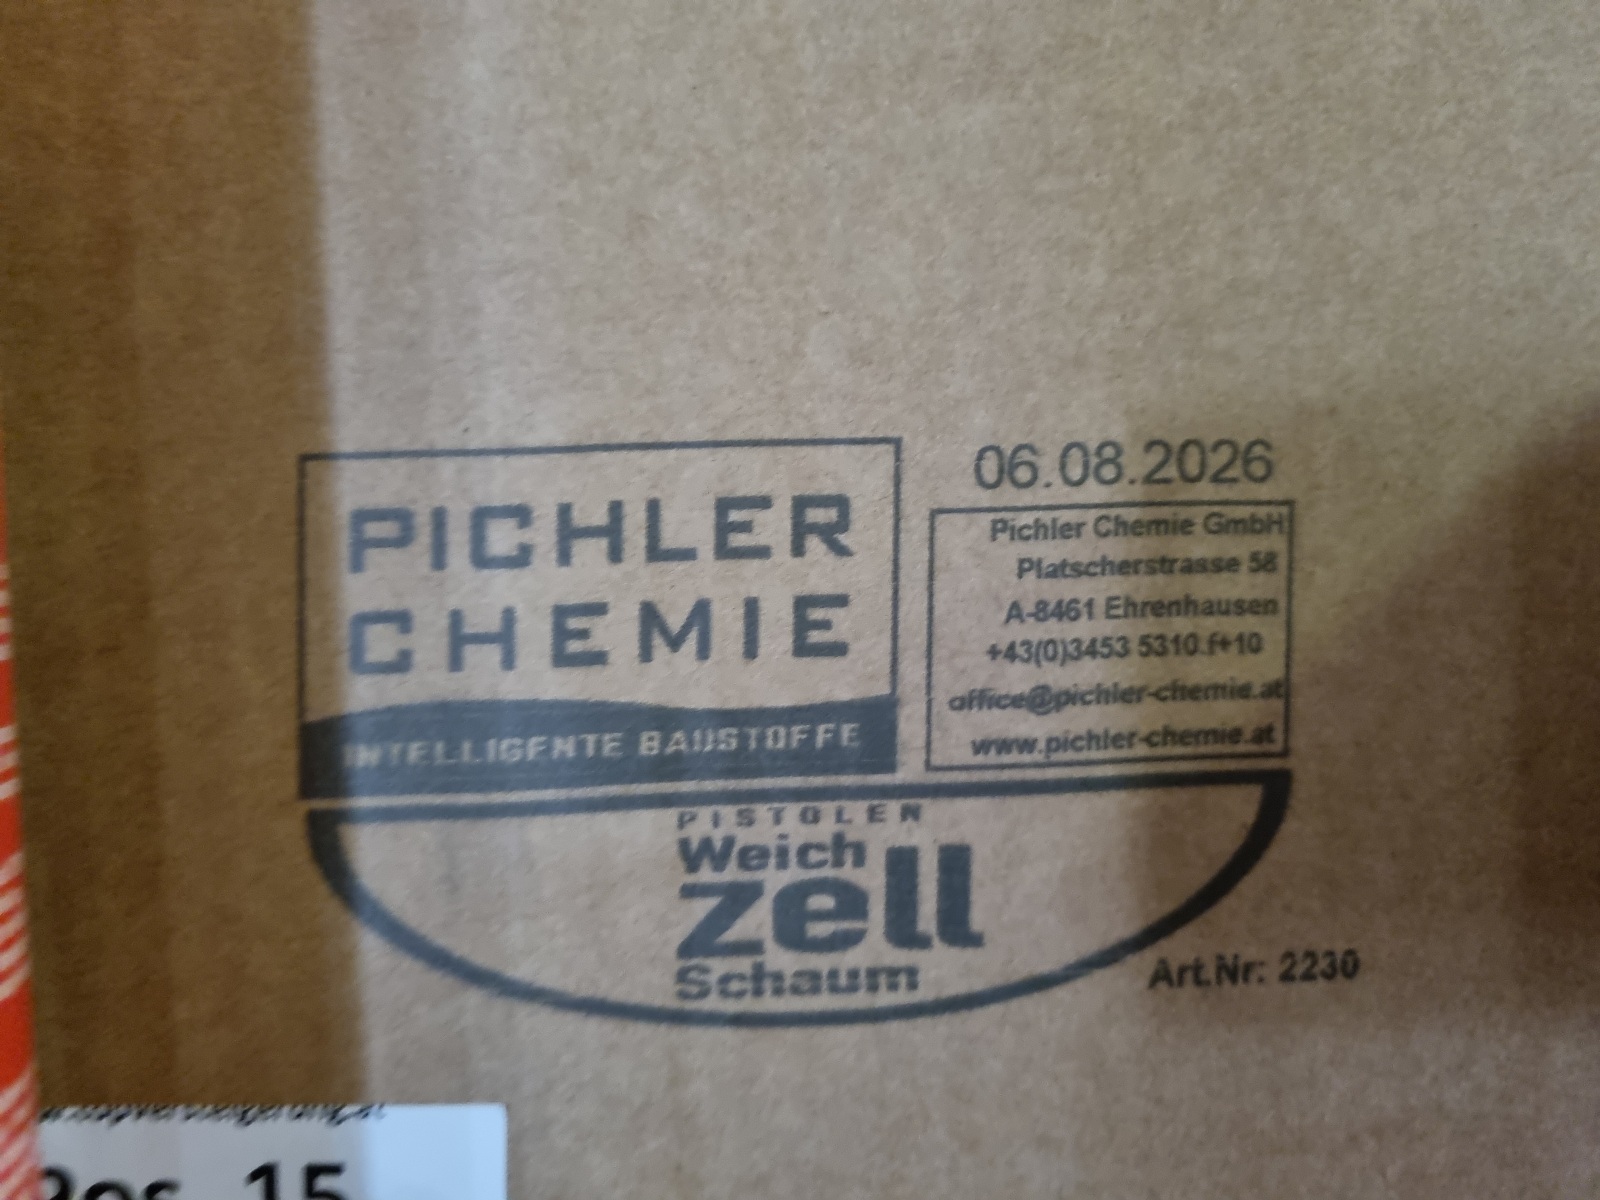 PICHLER
CHEMIE
INTELLIGENTE BAUSTOFFE
06.08.2026
Pichler Chemie GmbH
Platscherstrasse 58
A-8461 Ehrenhausen
+43(0)3453 5310.f+10
office@pichler-chemie.at
www.pichler-chemie.at
PISTOLEN
Weich
zell
Schaum
Art.Nr: 2230
15